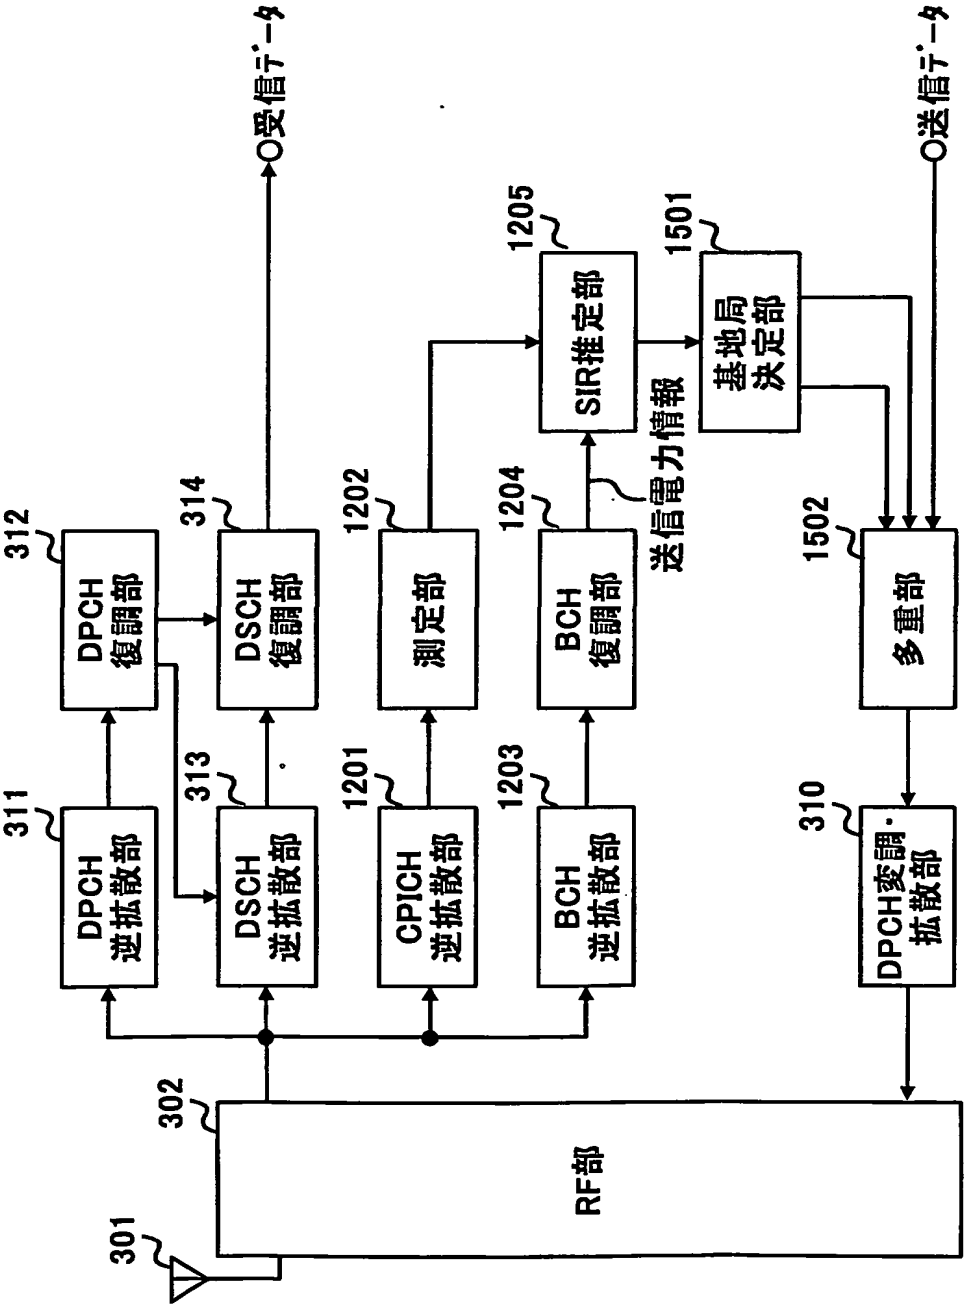 301
302
RF部
311
DPCH
逆拡散部
312
DPCH
復調部
313
DSCH
逆拡散部
314
DSCH
復調部
受信データ
1201
CPICH
逆拡散部
1202
測定部
1203
BCH
逆拡散部
1204
BCH
復調部
送信電力情報
1205
SIR推定部
1501
基地局
決定部
310
DPCH変調・
拡散部
1502
多重部
送信データ